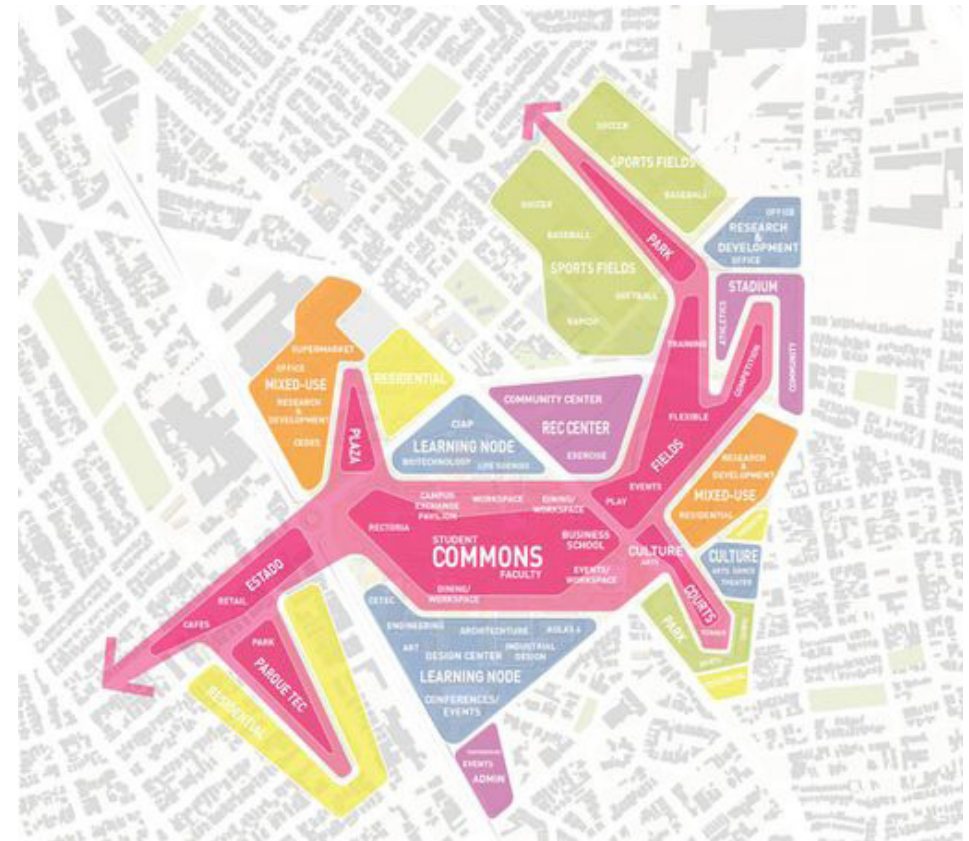 SOCCER
SPORTS FIELDS
BASEBALL
SOCCER
BASEBALL
SPORTS FIELDS
SOFTBALL
PARK
OFFICE
RESEARCH
&
DEVELOPMENT
OFFICE
STADIUM
ATHLETICS
COMMUNITY
TRAINING
COMPETITION
FLEXIBLE
FIELDS
EVENTS
PLAY
SUPERMARKET
OFFICE
MIXED-USE
RESEARCH
&
DEVELOPMENT
CEDES
RESIDENTIAL
PLAZA
CIAP
LEARNING NODE
BIOTECHNOLOGY
LIFE SCIENCES
COMMUNITY CENTER
REC CENTER
EXERCISE
RESEARCH
&
DEVELOPMENT
MIXED-USE
RESIDENTIAL
CAMPUS
EXCHANGE
PAVILION
WORKSPACE
DINING/
WORKSPACE
RECTORIA
STUDENT
COMMONS
FACULTY
BUSINESS
SCHOOL
EVENTS/
WORKSPACE
DINING/
WORKSPACE
CULTURE
ARTS
CULTURE
ARTS DANCE
THEATER
COURTS
TENNIS
PARK
ESTADO
RETAIL
CAFES
PARK
PARQUE TEC
RESIDENTIAL
CETEC
ENGINEERING
ARCHITECTURE
AULAS 6
ART
DESIGN CENTER
INDUSTRIAL
DESIGN
LEARNING NODE
CONFERENCES/
EVENTS
EVENTS
ADMIN